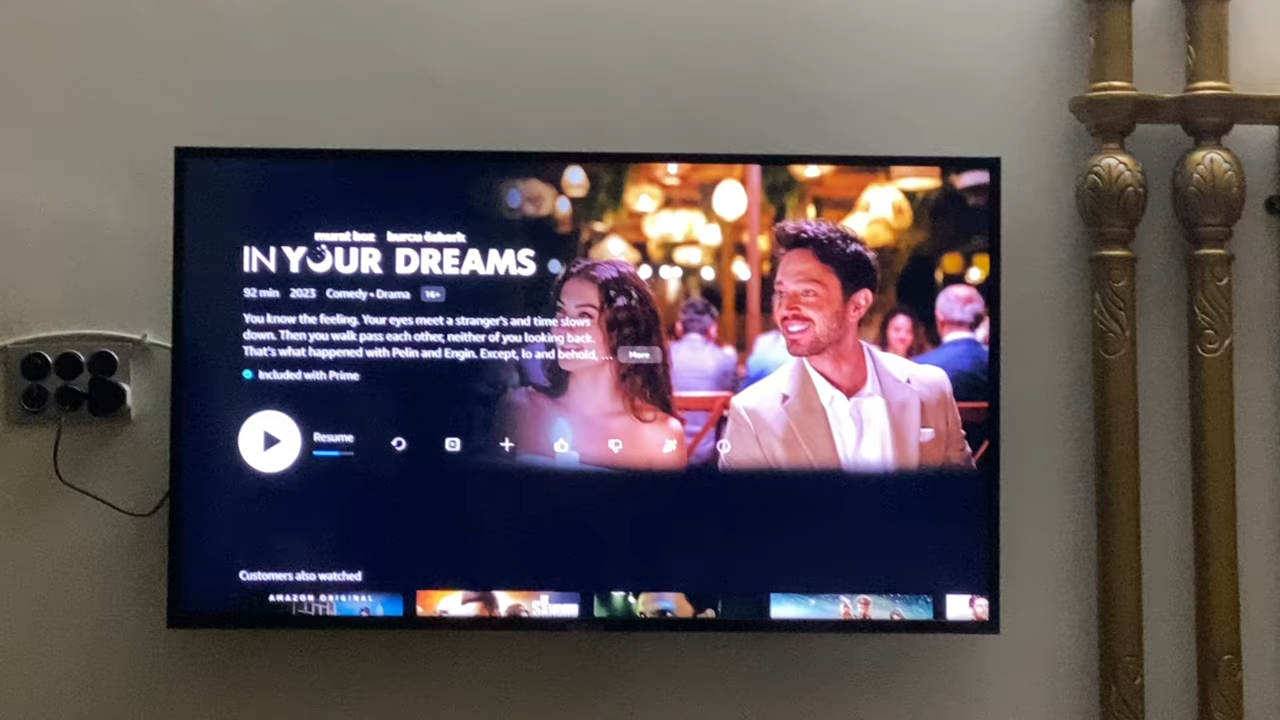 murat boz burcu özberk
IN YOUR DREAMS
92 min 2023 Comedy • Drama 16+
You know the feeling. Your eyes meet a stranger's and time slows
down. Then you walk pass each other, neither of you looking back.
That's what happened with Pelin and Engin. Except, lo and behold, ... More
Included with Prime
Resume
Customers also watched
AMAZON ORIGINAL